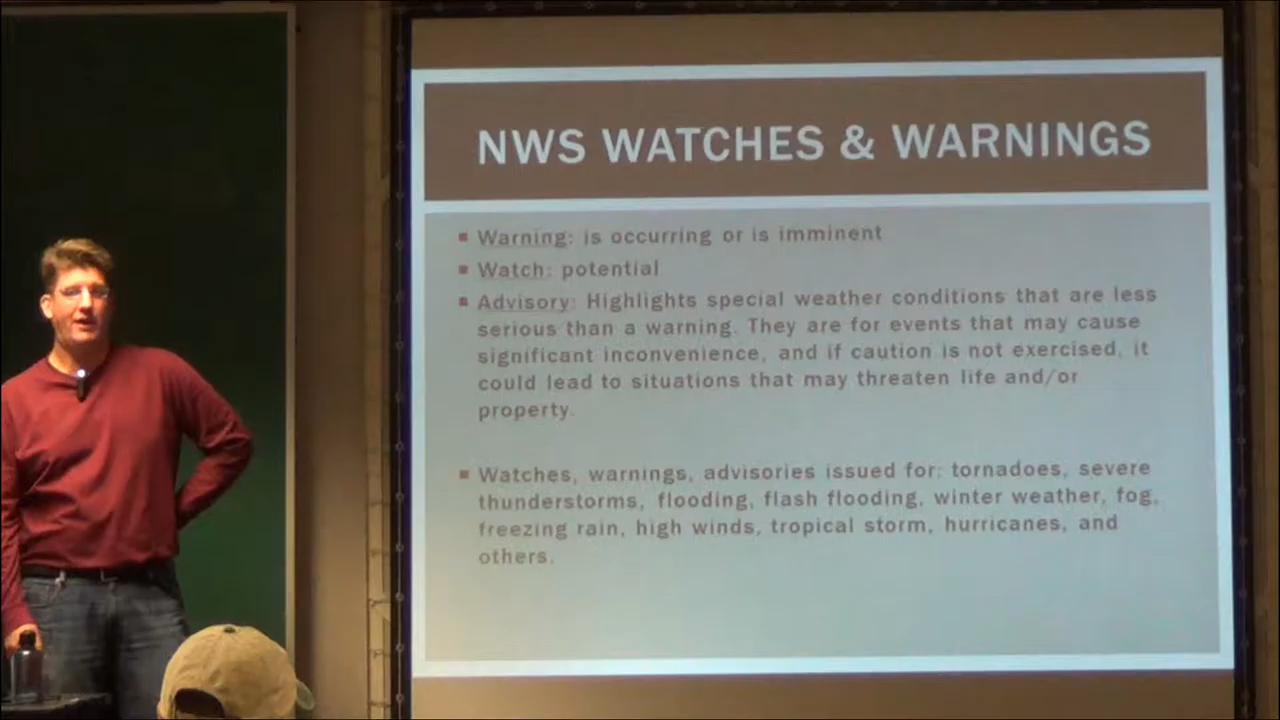 NWS WATCHES & WARNINGS
▪ Warning: is occurring or is imminent
▪ Watch: potential
▪ Advisory: Highlights special weather conditions that are less
serious than a warning. They are for events that may cause
significant inconvenience, and if caution is not exercised, it
could lead to situations that may threaten life and/or
property.
▪ Watches, warnings, advisories issued for: tornadoes, severe
thunderstorms, flooding, flash flooding, winter weather, fog,
freezing rain, high winds, tropical storm, hurricanes, and
others.